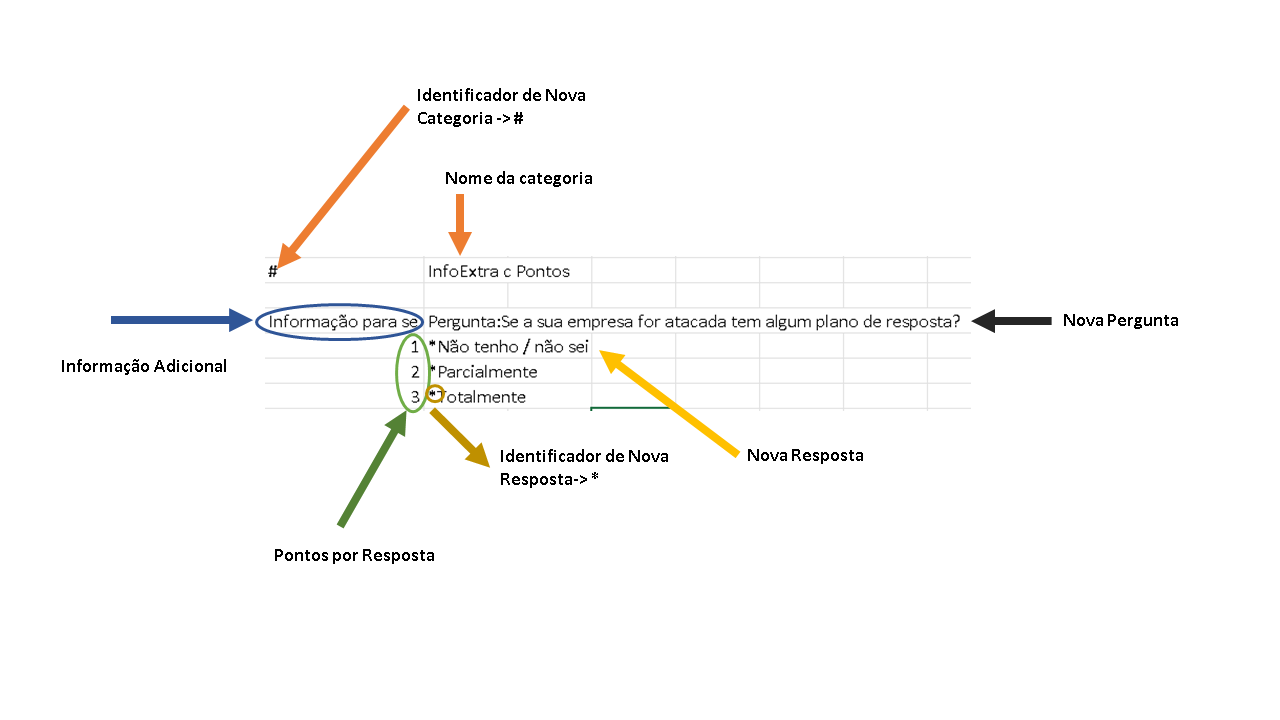 Identificador de Nova
Categoria -> #
Nome da categoria
# InfoExtra c Pontos
Informação para se Pergunta:Se a sua empresa for atacada tem algum plano de resposta?
Nova Pergunta
1 *Não tenho / não sei
Informação Adicional
2 *Parcialmente
3 *Totalmente
Identificador de Nova
Resposta-> *
Nova Resposta
Pontos por Resposta